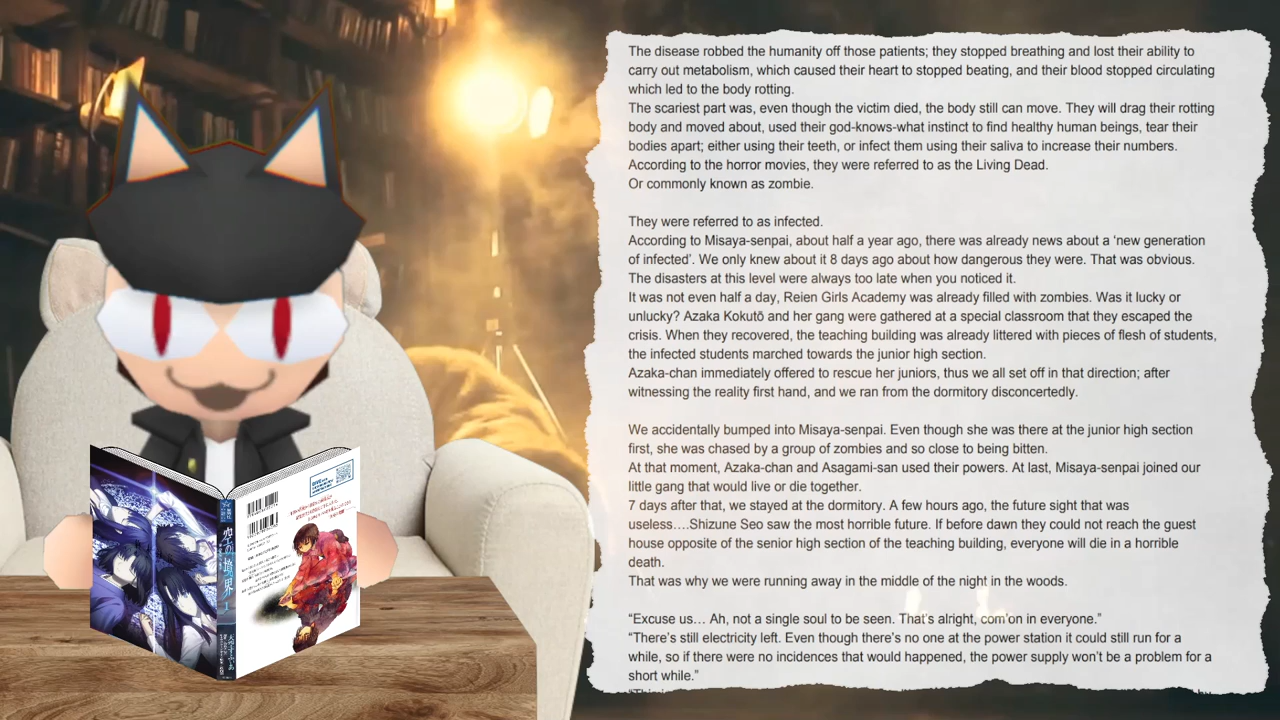 The disease robbed the humanity off those patients; they stopped breathing and lost their ability to
carry out metabolism, which caused their heart to stopped beating, and their blood stopped circulating
which led to the body rotting.
The scariest part was, even though the victim died, the body still can move. They will drag their rotting
body and moved about, used their god-knows-what instinct to find healthy human beings, tear their
bodies apart; either using their teeth, or infect them using their saliva to increase their numbers.
According to the horror movies, they were referred to as the Living Dead.
Or commonly known as zombie.
They were referred to as infected.
According to Misaya-senpai, about half a year ago, there was already news about a ‘new generation
of infected’. We only knew about it 8 days ago about how dangerous they were. That was obvious.
The disasters at this level were always too late when you noticed it.
It was not even half a day, Reien Girls Academy was already filled with zombies. Was it lucky or
unlucky? Azaka Kokutō and her gang were gathered at a special classroom that they escaped the
crisis. When they recovered, the teaching building was already littered with pieces of flesh of students,
the infected students marched towards the junior high section.
Azaka-chan immediately offered to rescue her juniors, thus we all set off in that direction; after
witnessing the reality first hand, and we ran from the dormitory disconcertedly.
We accidentally bumped into Misaya-senpai. Even though she was there at the junior high section
first, she was chased by a group of zombies and so close to being bitten.
At that moment, Azaka-chan and Asagami-san used their powers. At last, Misaya-senpai joined our
little gang that would live or die together.
7 days after that, we stayed at the dormitory. A few hours ago, the future sight that was
useless….Shizune Seo saw the most horrible future. If before dawn they could not reach the guest
house opposite of the senior high section of the teaching building, everyone will die in a horrible
death.
That was why we were running away in the middle of the night in the woods.
“Excuse us… Ah, not a single soul to be seen. That’s alright, com’on in everyone.”
“There’s still electricity left. Even though there’s no one at the power station it could still run for a
while, so if there were no incidences that would happened, the power supply won’t be a problem for a
short while.”
空の境界